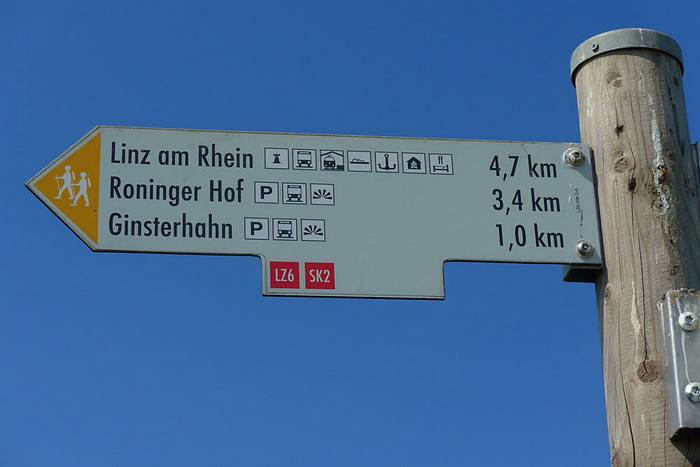 Linz am Rhein 4,7 km
Roninger Hof P 3,4 km
Ginsterhahn P 1,0 km
LZ6 SK2